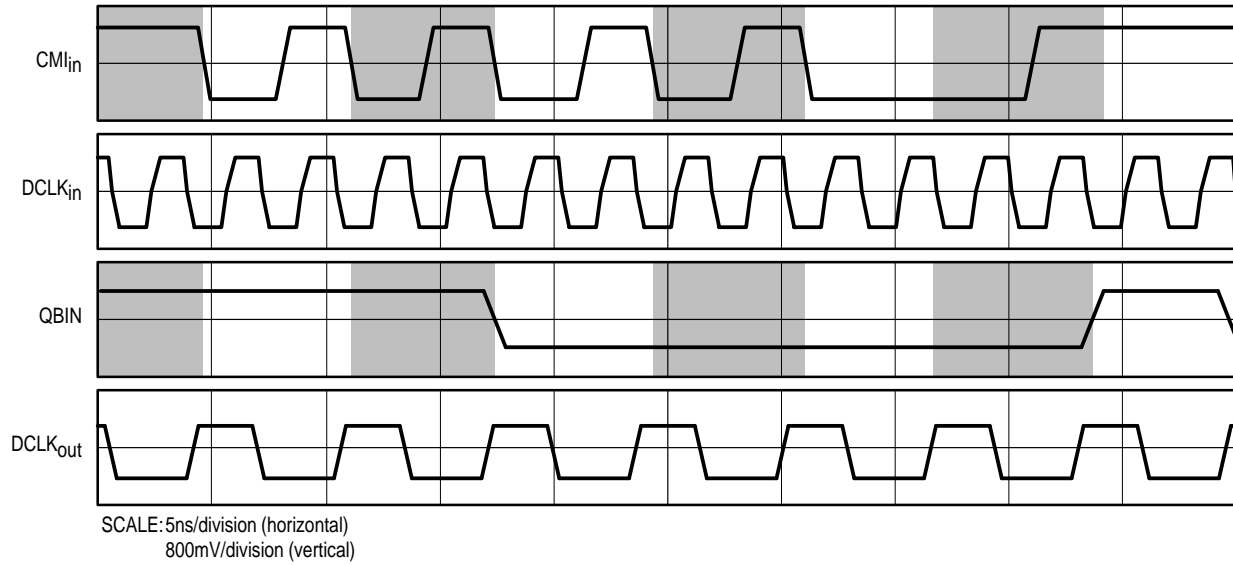 CMIin
DCLKin
QBIN
DCLKout
SCALE: 5ns/division (horizontal)
800mV/division (vertical)